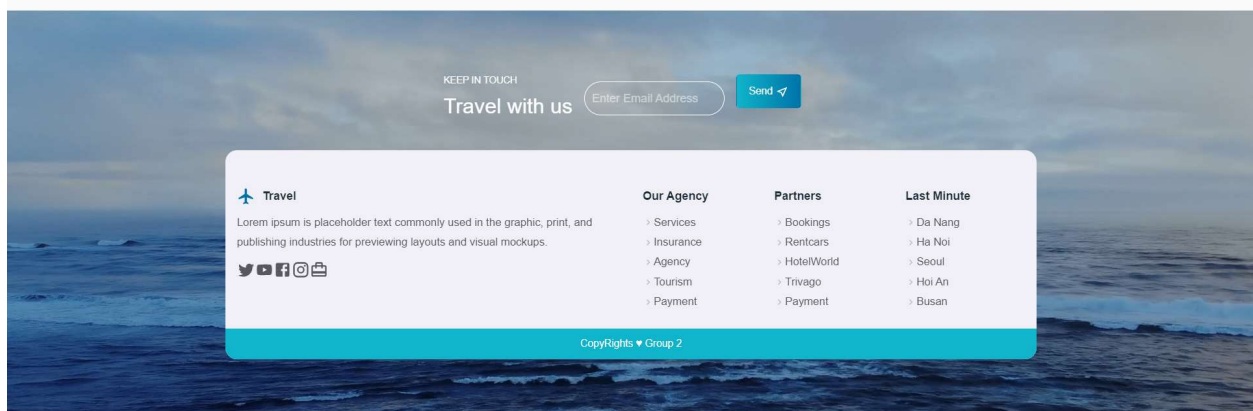 KEEP IN TOUCH
Travel with us
Enter Email Address
Send
Travel
Lorem ipsum is placeholder text commonly used in the graphic, print, and
publishing industries for previewing layouts and visual mockups.
Our Agency
› Services
› Insurance
› Agency
› Tourism
› Payment
Partners
› Bookings
› Rentcars
› HotelWorld
› Trivago
› Payment
Last Minute
› Da Nang
› Ha Noi
› Seoul
› Hoi An
› Busan
CopyRights ♥ Group 2